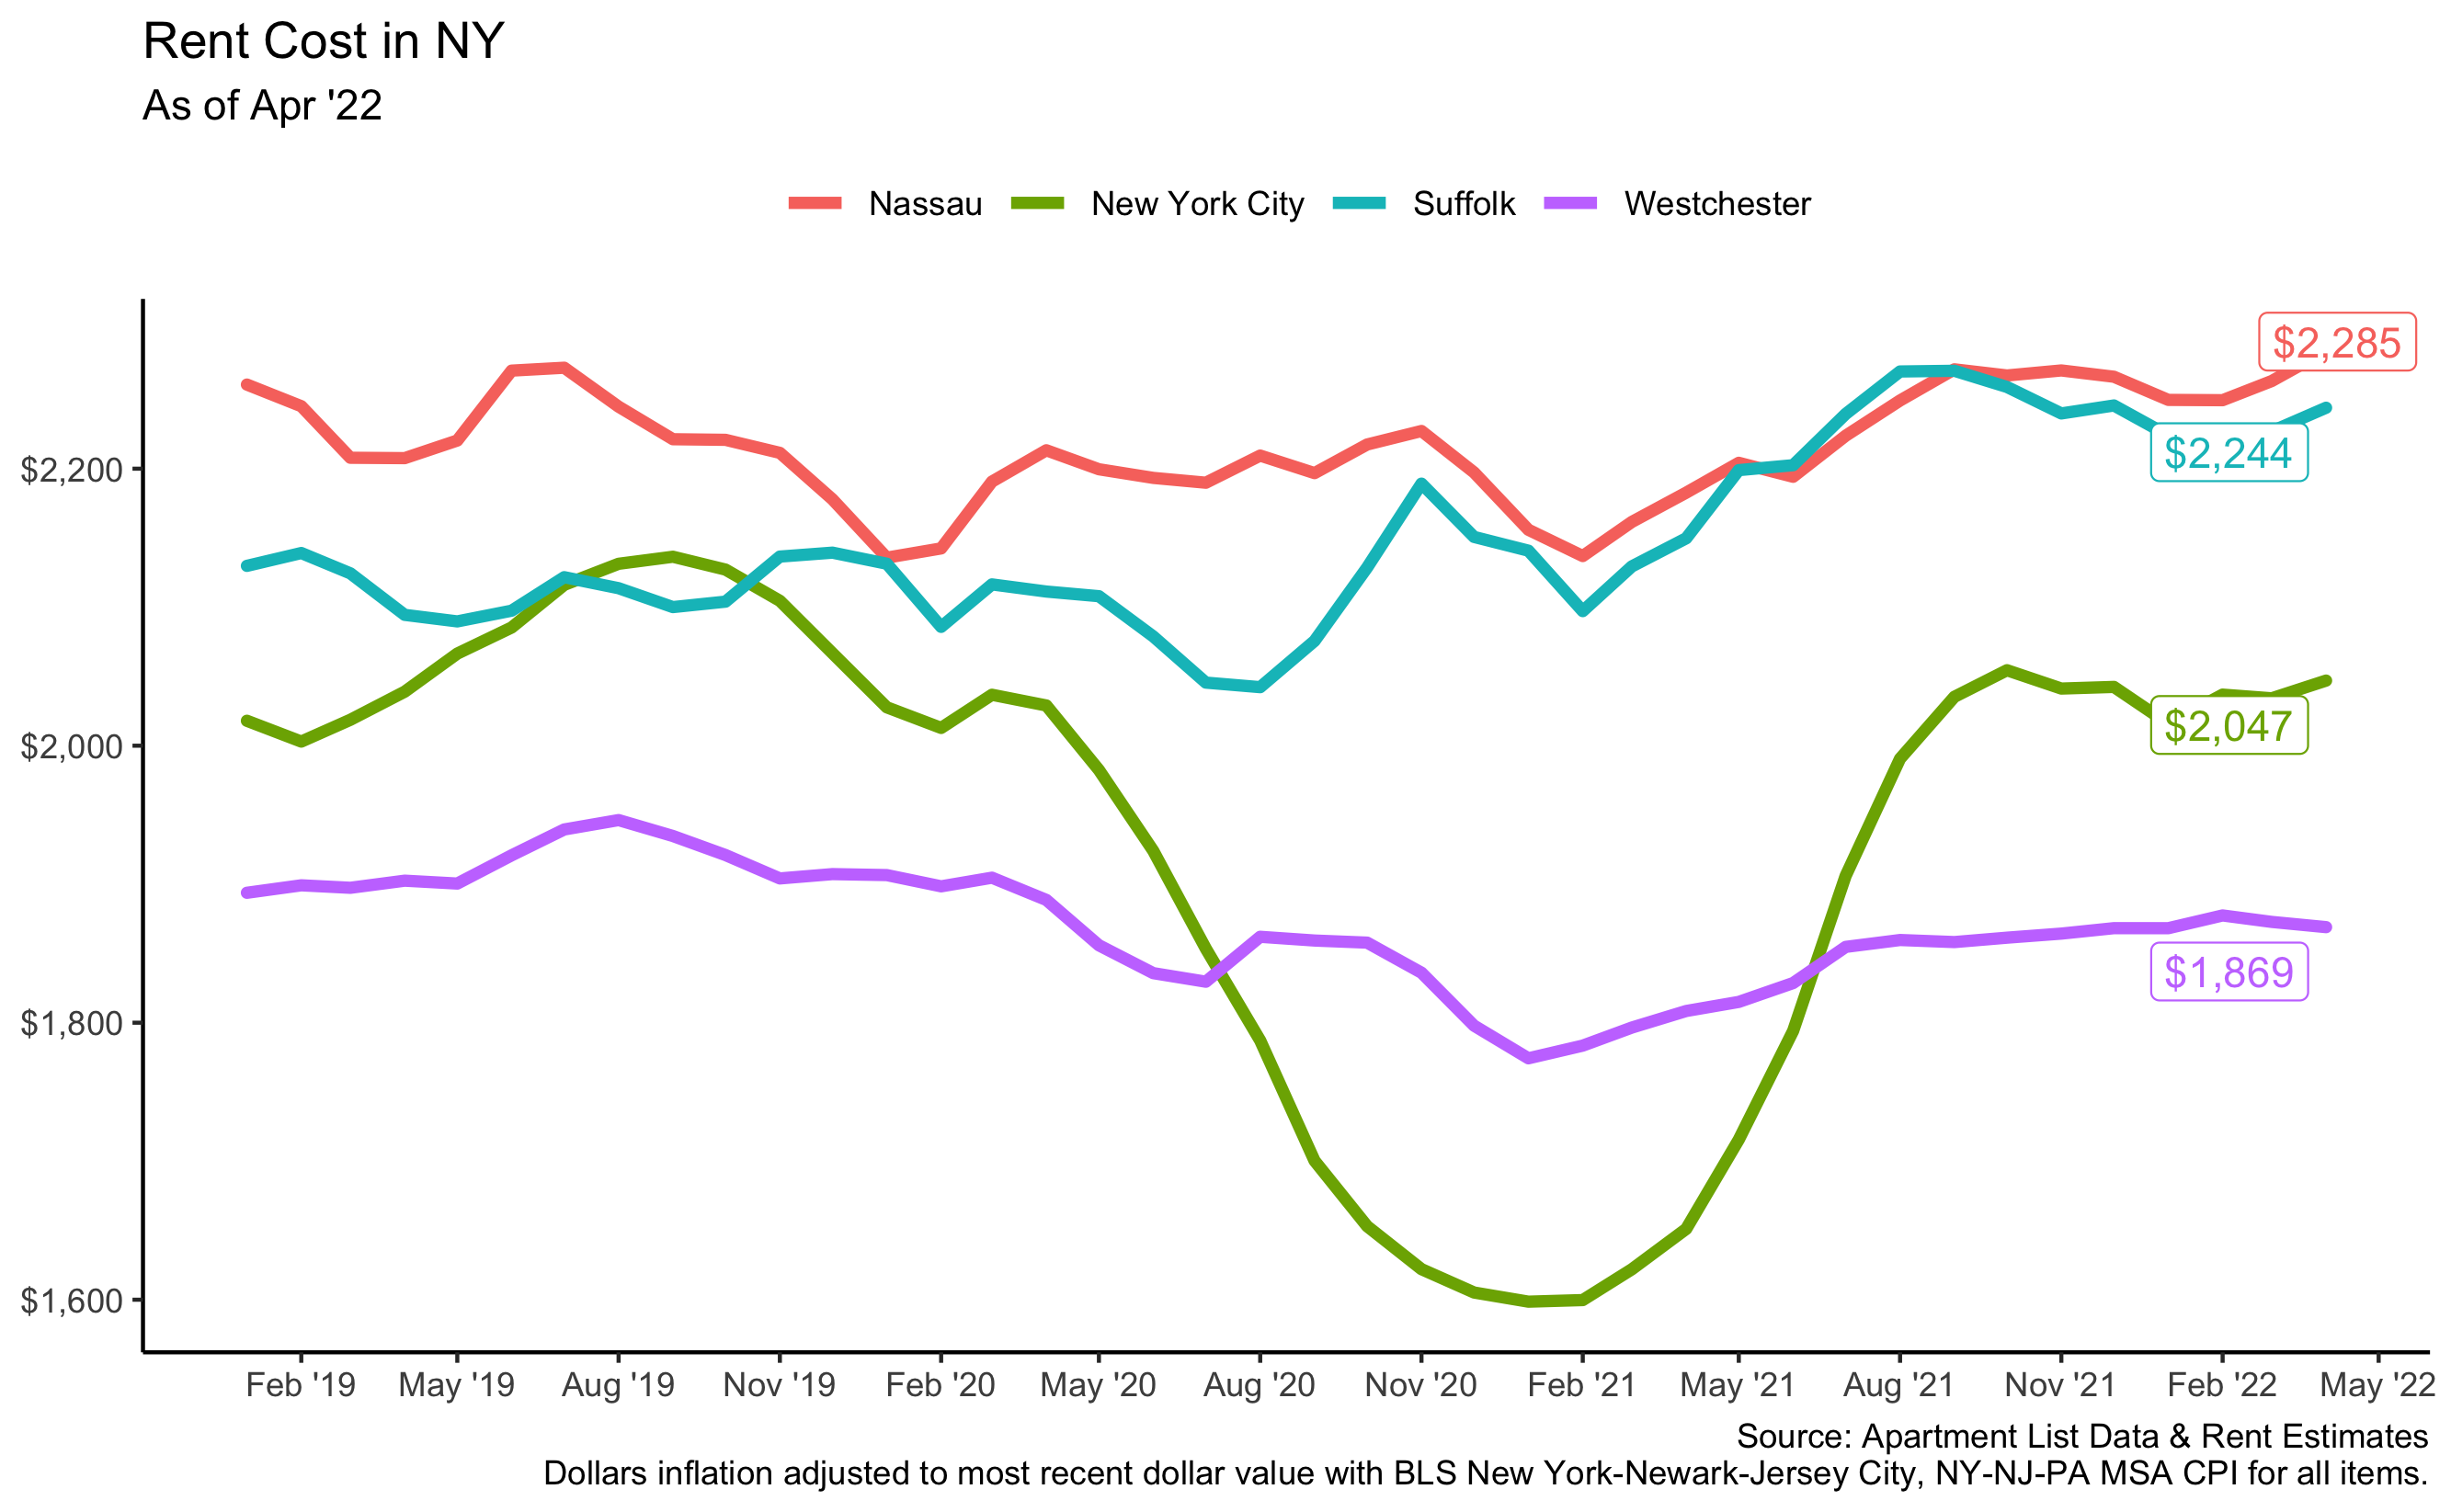 Rent Cost in NY
As of Apr '22
Nassau New York City Suffolk Westchester
$2,285
$2,200
$2,244
$2,000
$2,047
$1,869
$1,800
$1,600
Feb '19 May '19 Aug '19 Nov '19 Feb '20 May '20 Aug '20 Nov '20 Feb '21 May '21 Aug '21 Nov '21 Feb '22 May '22
Source: Apartment List Data & Rent Estimates
Dollars inflation adjusted to most recent dollar value with BLS New York-Newark-Jersey City, NY-NJ-PA MSA CPI for all items.